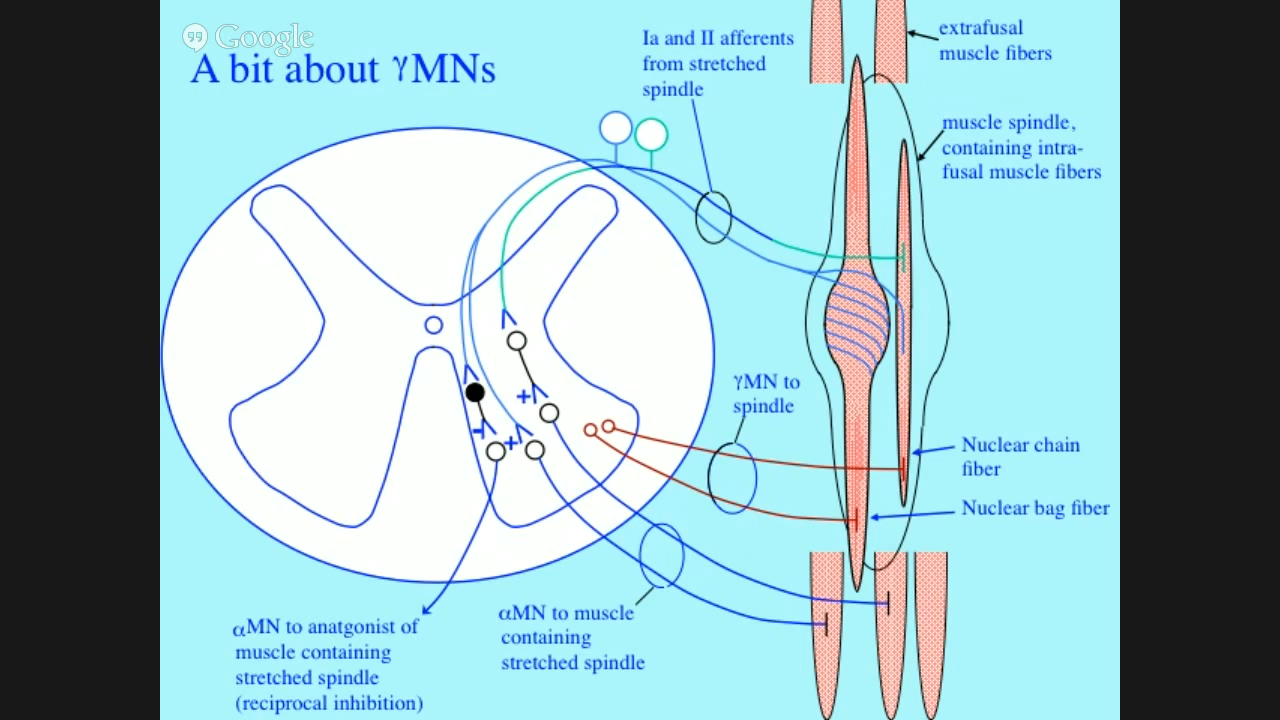 Google
A bit about γMNs
Ia and II afferents
from stretched
spindle
extrafusal
muscle fibers
muscle spindle,
containing intra-
fusal muscle fibers
γMN to
spindle
+
-
+
Nuclear chain
fiber
Nuclear bag fiber
αMN to anatgonist of
muscle containing
stretched spindle
(reciprocal inhibition)
αMN to muscle
containing
stretched spindle